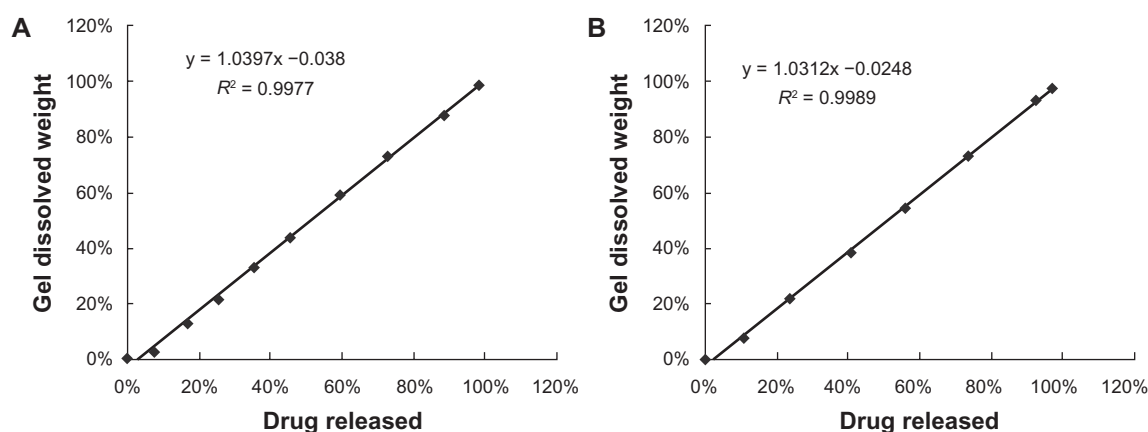 A
y = 1.0397x −0.038
R² = 0.9977
Gel dissolved weight
120%
100%
80%
60%
40%
20%
0%
0% 20% 40% 60% 80% 100% 120%
Drug released
B
y = 1.0312x −0.0248
R² = 0.9989
Gel dissolved weight
120%
100%
80%
60%
40%
20%
0%
0% 20% 40% 60% 80% 100% 120%
Drug released